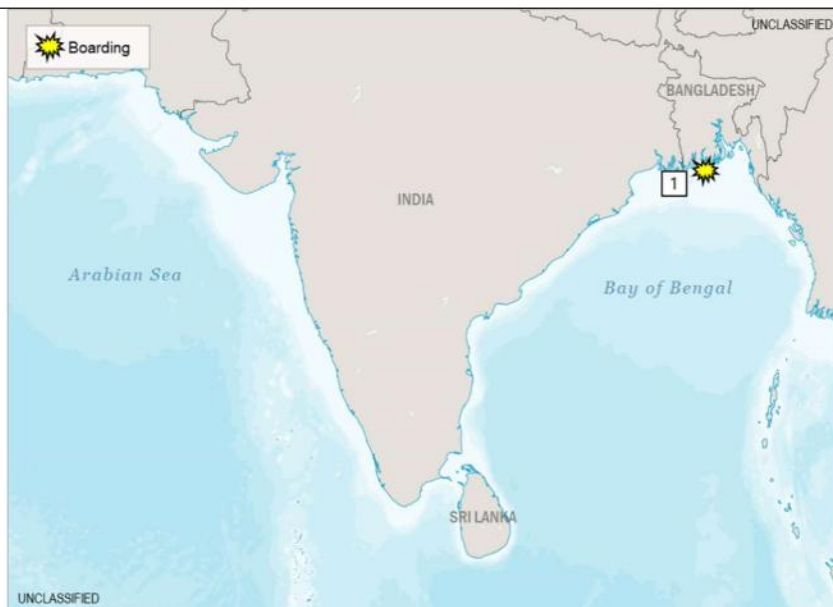 UNCLASSIFIED
Boarding
BANGLADESH
1
INDIA
Arabian Sea
Bay of Bengal
SRI LANKA
UNCLASSIFIED